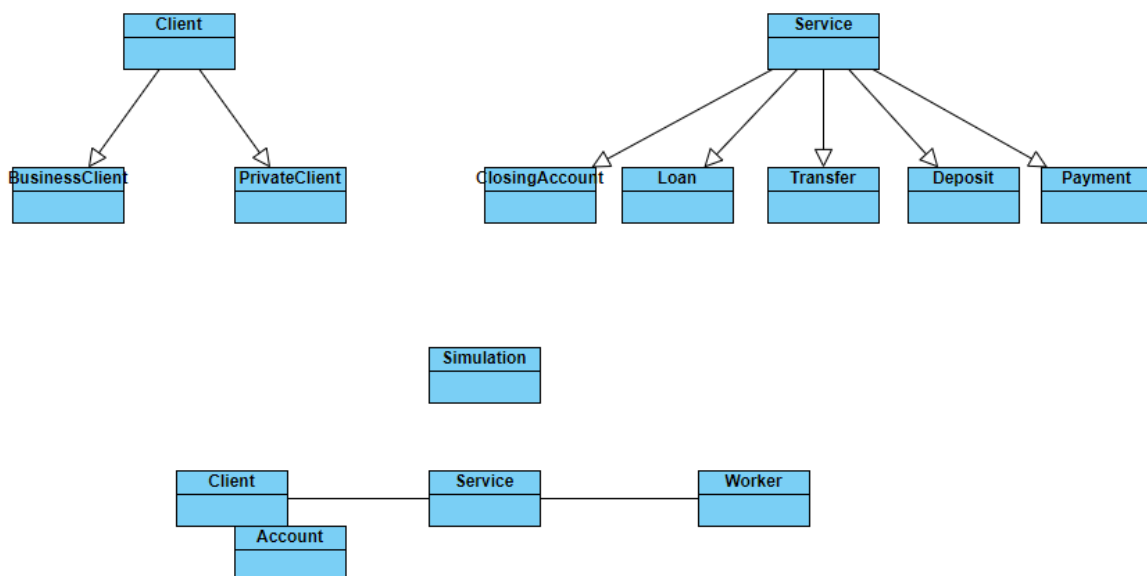 Client
Service
BusinessClient
PrivateClient
ClosingAccount
Loan
Transfer
Deposit
Payment
Simulation
Client
Service
Worker
Account